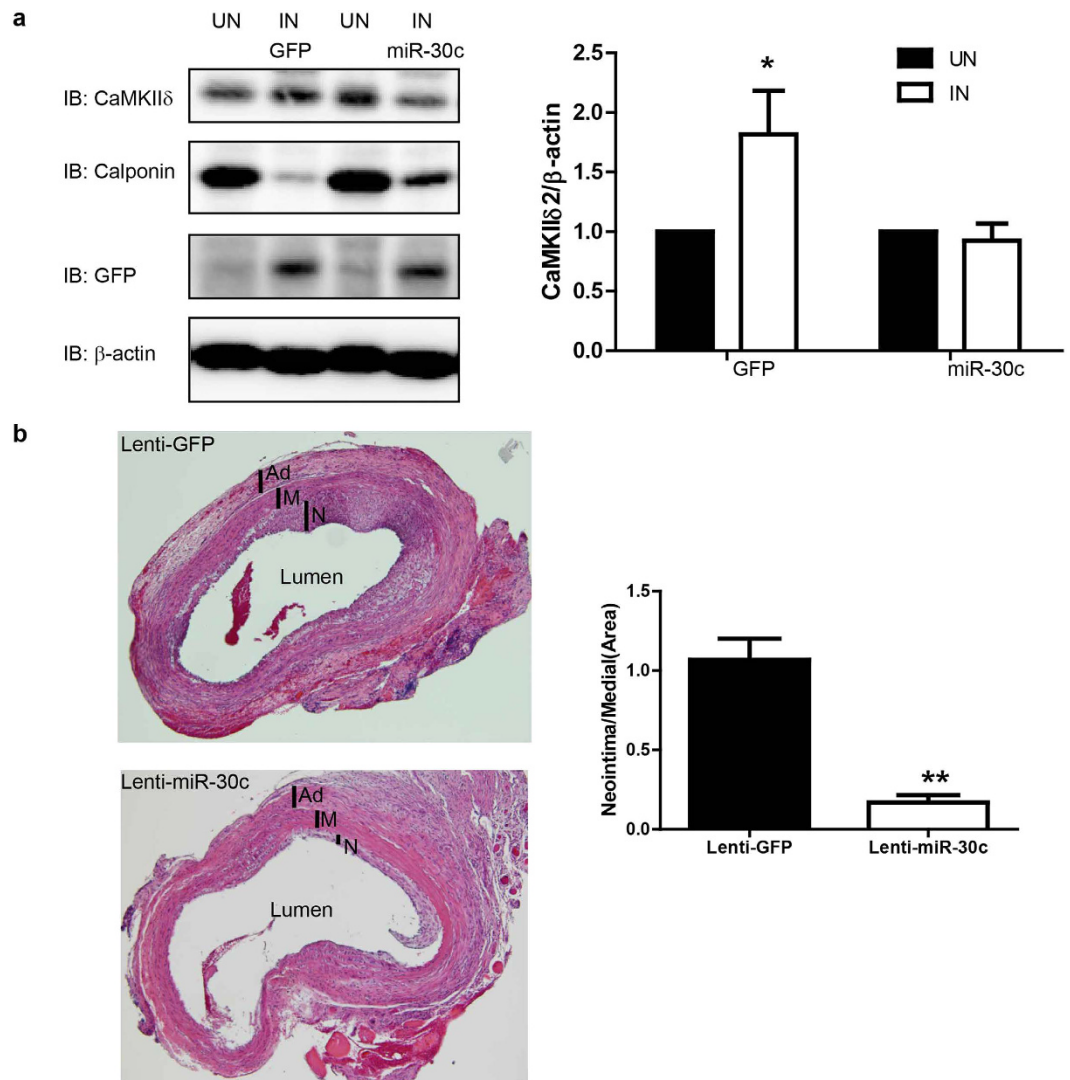 a
UN IN UN IN
GFP miR-30c
IB: CaMKIIδ
IB: Calponin
IB: GFP
IB: β-actin
CaMKIIδ2/β-actin
2.5
2.0
1.5
1.0
0.5
0.0
*
UN
IN
GFP miR-30c
b
Lenti-GFP
Ad
M
N
Lumen
Lenti-miR-30c
Ad
M
N
Lumen
Neointima/Medial(Area)
1.5
1.0
0.5
0.0
**
Lenti-GFP Lenti-miR-30c